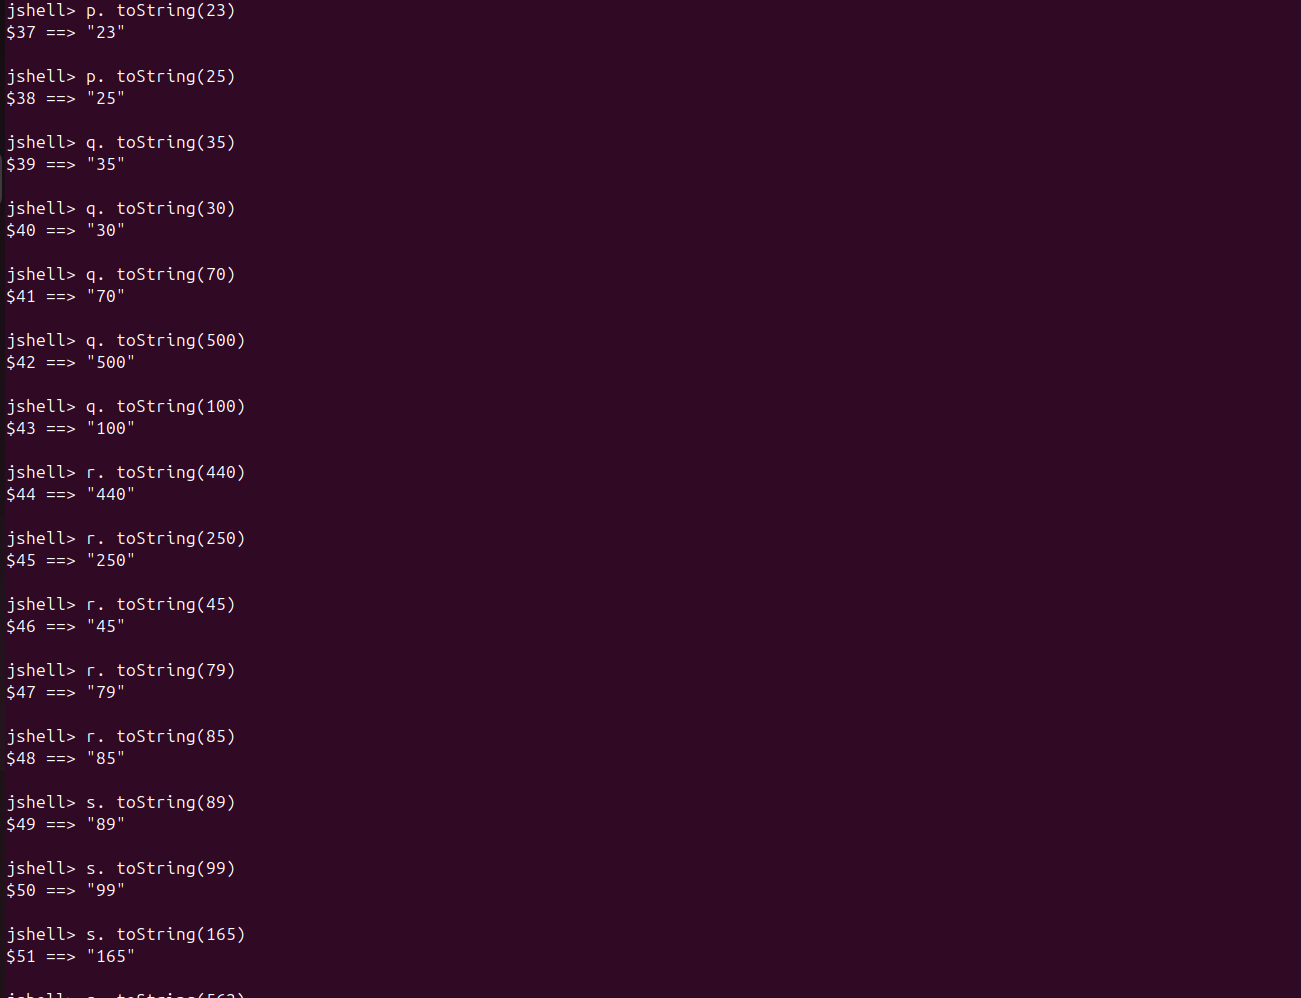 jshell> p. toString(23)
$37 ==> "23"
jshell> p. toString(25)
$38 ==> "25"
jshell> q. toString(35)
$39 ==> "35"
jshell> q. toString(30)
$40 ==> "30"
jshell> q. toString(70)
$41 ==> "70"
jshell> q. toString(500)
$42 ==> "500"
jshell> q. toString(100)
$43 ==> "100"
jshell> r. toString(440)
$44 ==> "440"
jshell> r. toString(250)
$45 ==> "250"
jshell> r. toString(45)
$46 ==> "45"
jshell> r. toString(79)
$47 ==> "79"
jshell> r. toString(85)
$48 ==> "85"
jshell> s. toString(89)
$49 ==> "89"
jshell> s. toString(99)
$50 ==> "99"
jshell> s. toString(165)
$51 ==> "165"